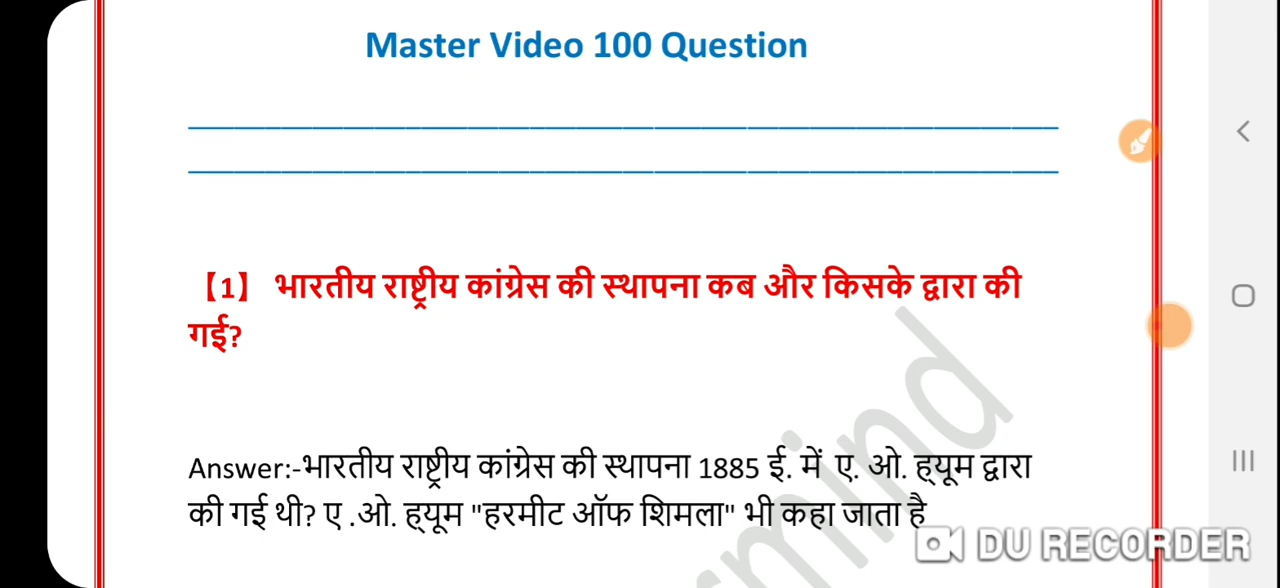 Master Video 100 Question
【1】 भारतीय राष्ट्रीय कांग्रेस की स्थापना कब और किसके द्वारा की
गई?
Answer:-भारतीय राष्ट्रीय कांग्रेस की स्थापना 1885 ई. में ए. ओ. ह्यूम द्वारा
की गई थी? ए .ओ. ह्यूम "हरमीट ऑफ शिमला" भी कहा जाता है
DU RECORDER